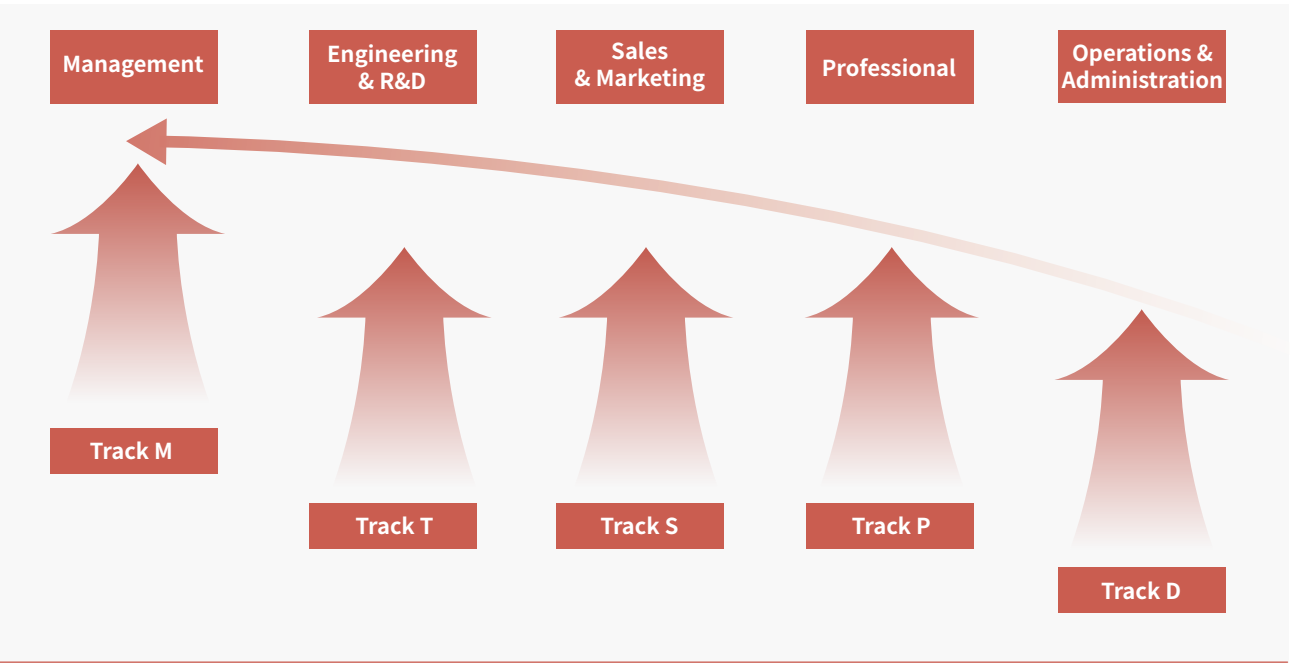 Management
Engineering
& R&D
Sales
& Marketing
Professional
Operations &
Administration
Track M
Track T
Track S
Track P
Track D